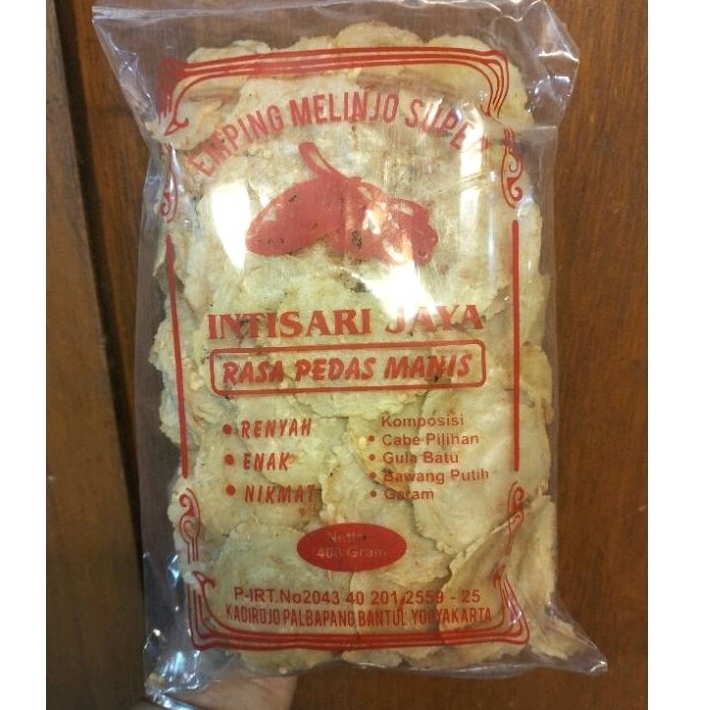 EMPING MELINJO SUPER
INTISARI JAYA
RASA PEDAS MANIS
• RENYAH
• ENAK
• NIKMAT
Komposisi
• Cabe Pilihan
• Gula Batu
• Bawang Putih
• Garam
Netto
400 Gram
P-IRT.No2043 40 201 2559 - 25
KADIROJO PALBAPANG BANTUL YOGYAKARTA